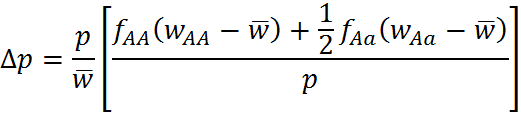 Δp = p/w̅ [ (f_AA(w_AA − w̅) + 1/2 f_Aa(w_Aa − w̅)) / p ]